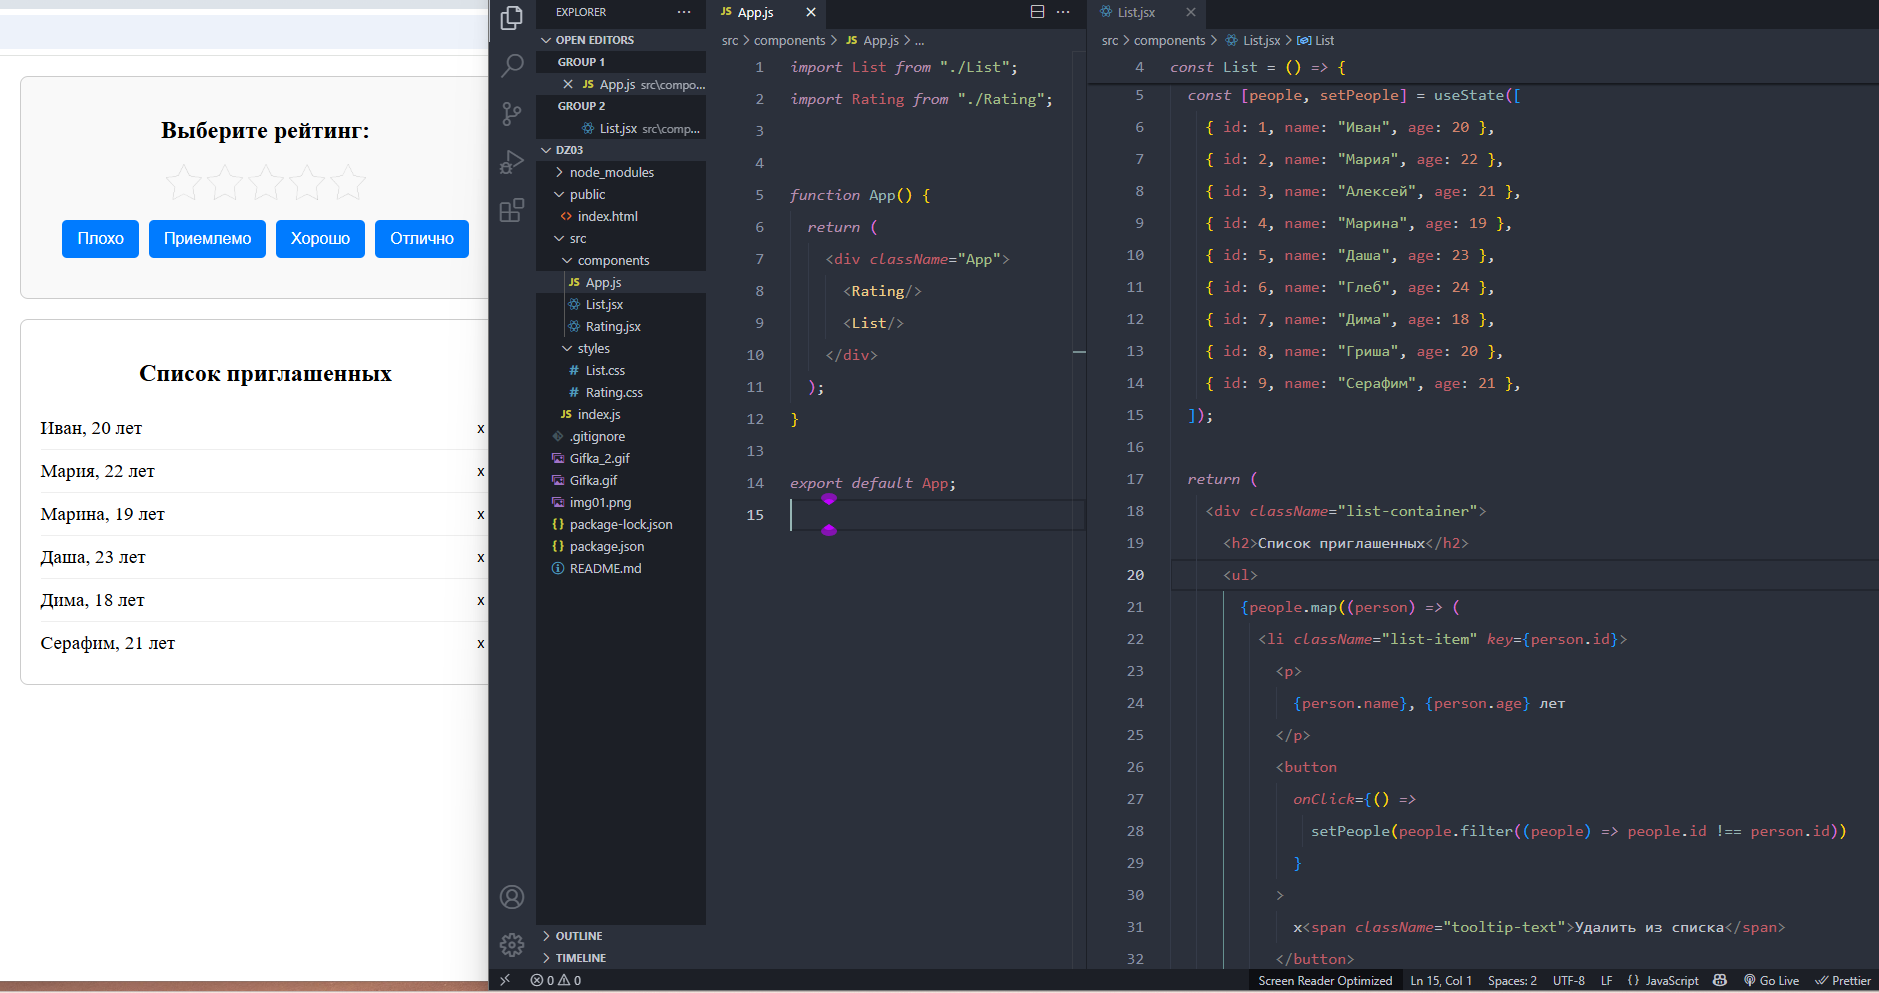 Выберите рейтинг:
Плохо
Приемлемо
Хорошо
Отлично
Список приглашенных
Иван, 20 лет x
Мария, 22 лет x
Марина, 19 лет x
Даша, 23 лет x
Дима, 18 лет x
Серафим, 21 лет x
EXPLORER ...
OPEN EDITORS
GROUP 1
JS App.js src\compo...
GROUP 2
List.jsx src\comp...
DZ03
node_modules
public
<> index.html
src
components
JS App.js
List.jsx
Rating.jsx
styles
# List.css
# Rating.css
JS index.js
.gitignore
Gifka_2.gif
Gifka.gif
img01.png
{} package-lock.json
{} package.json
README.md
OUTLINE
TIMELINE
JS App.js
src > components > JS App.js > ...
1 import List from "./List";
2 import Rating from "./Rating";
3
4
5 function App() {
6 return (
7 <div className="App">
8 <Rating/>
9 <List/>
10 </div>
11 );
12 }
13
14 export default App;
15
List.jsx
src > components > List.jsx > List
4 const List = () => {
5 const [people, setPeople] = useState([
6 { id: 1, name: "Иван", age: 20 },
7 { id: 2, name: "Мария", age: 22 },
8 { id: 3, name: "Алексей", age: 21 },
9 { id: 4, name: "Марина", age: 19 },
10 { id: 5, name: "Даша", age: 23 },
11 { id: 6, name: "Глеб", age: 24 },
12 { id: 7, name: "Дима", age: 18 },
13 { id: 8, name: "Гриша", age: 20 },
14 { id: 9, name: "Серафим", age: 21 },
15 ]);
16
17 return (
18 <div className="list-container">
19 <h2>Список приглашенных</h2>
20 <ul>
21 {people.map((person) => (
22 <li className="list-item" key={person.id}>
23 <p>
24 {person.name}, {person.age} лет
25 </p>
26 <button
27 onClick={() =>
28 setPeople(people.filter((people) => people.id !== person.id))
29 }
30 >
31 x<span className="tooltip-text">Удалить из списка</span>
32 </button>
0 0
Screen Reader Optimized Ln 15, Col 1 Spaces: 2 UTF-8 LF {} JavaScript Go Live Prettier